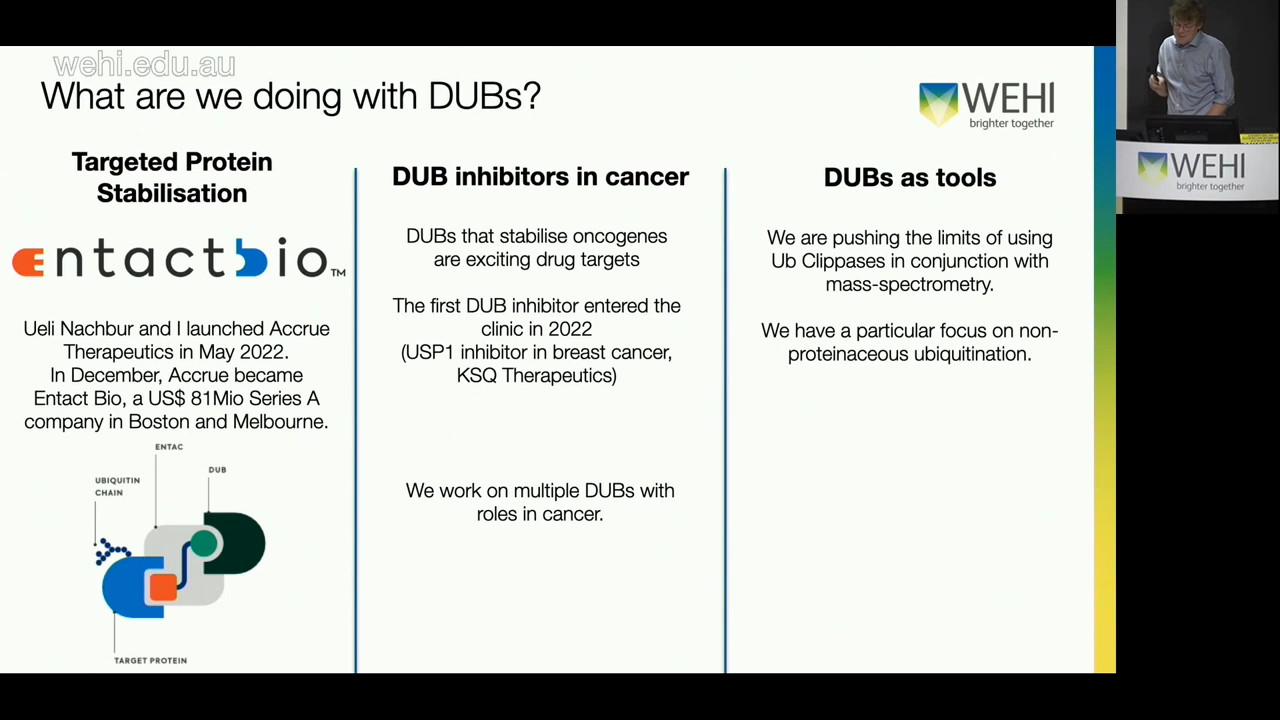 wehi.edu.au
What are we doing with DUBs?
WEHI
brighter together
Targeted Protein
Stabilisation
entactbio™
Ueli Nachbur and I launched Accrue
Therapeutics in May 2022.
In December, Accrue became
Entact Bio, a US$ 81Mio Series A
company in Boston and Melbourne.
ENTAC
DUB
UBIQUITIN
CHAIN
TARGET PROTEIN
DUB inhibitors in cancer
DUBs that stabilise oncogenes
are exciting drug targets
The first DUB inhibitor entered the
clinic in 2022
(USP1 inhibitor in breast cancer,
KSQ Therapeutics)
We work on multiple DUBs with
roles in cancer.
DUBs as tools
We are pushing the limits of using
Ub Clippases in conjunction with
mass-spectrometry.
We have a particular focus on non-
proteinaceous ubiquitination.
WEHI
brighter together